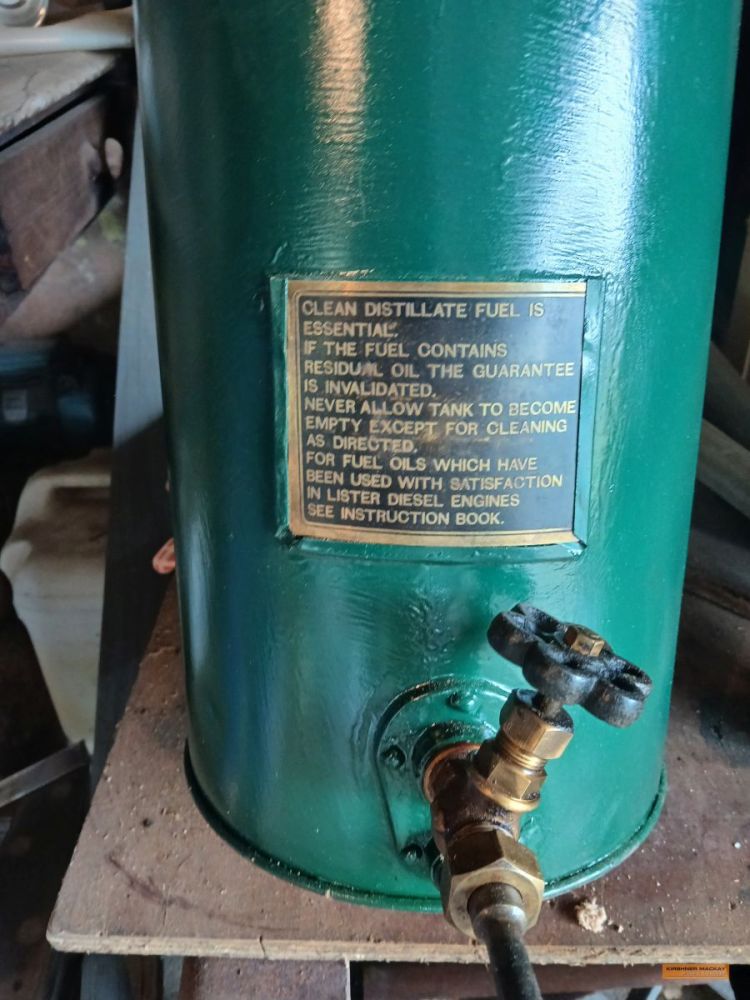 CLEAN DISTILLATE FUEL IS
ESSENTIAL.
IF THE FUEL CONTAINS
RESIDUAL OIL THE GUARANTEE
IS INVALIDATED.
NEVER ALLOW TANK TO BECOME
EMPTY EXCEPT FOR CLEANING
AS DIRECTED.
FOR FUEL OILS WHICH HAVE
BEEN USED WITH SATISFACTION
IN LISTER DIESEL ENGINES
SEE INSTRUCTION BOOK.
KIRSHNER MACKAY